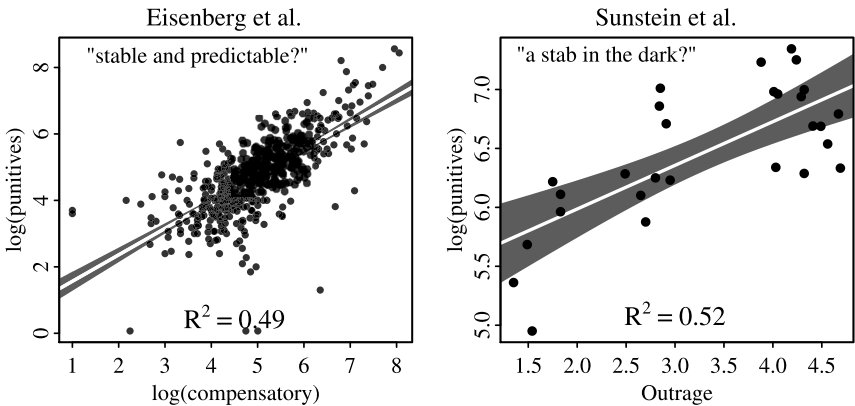 Eisenberg et al.
"stable and predictable?"
log(punitives)
0 2 4 6 8
R² = 0.49
1 2 3 4 5 6 7 8
log(compensatory)
Sunstein et al.
"a stab in the dark?"
log(punitives)
5.0 5.5 6.0 6.5 7.0
R² = 0.52
1.5 2.0 2.5 3.0 3.5 4.0 4.5
Outrage